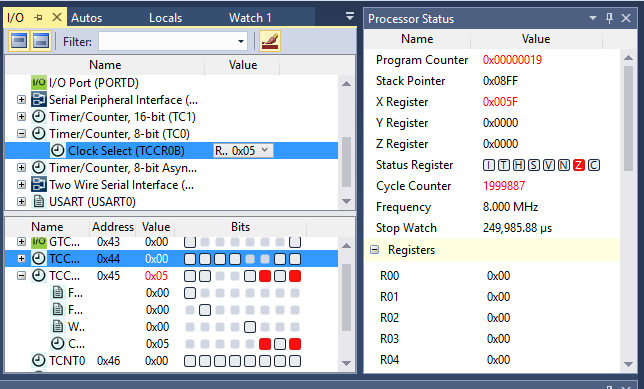 I/O Autos Locals Watch 1
Filter:
Name Value
I/O Port (PORTD)
Serial Peripheral Interface (...
Timer/Counter, 16-bit (TC1)
Timer/Counter, 8-bit (TC0)
Clock Select (TCCR0B) R.. 0x05
Timer/Counter, 8-bit Asyn...
Two Wire Serial Interface (...
USART (USART0)
Name Address Value Bits
I/O GTC... 0x43 0x00
TCC... 0x44 0x00
TCC... 0x45 0x05
F... 0x00
F... 0x00
W... 0x00
C... 0x05
TCNT0 0x46 0x00
Processor Status
Name Value
Program Counter 0x00000019
Stack Pointer 0x08FF
X Register 0x005F
Y Register 0x0000
Z Register 0x0000
Status Register I T H S V N Z C
Cycle Counter 1999887
Frequency 8.000 MHz
Stop Watch 249,985.88 µs
Registers
R00 0x00
R01 0x00
R02 0x00
R03 0x00
R04 0x00